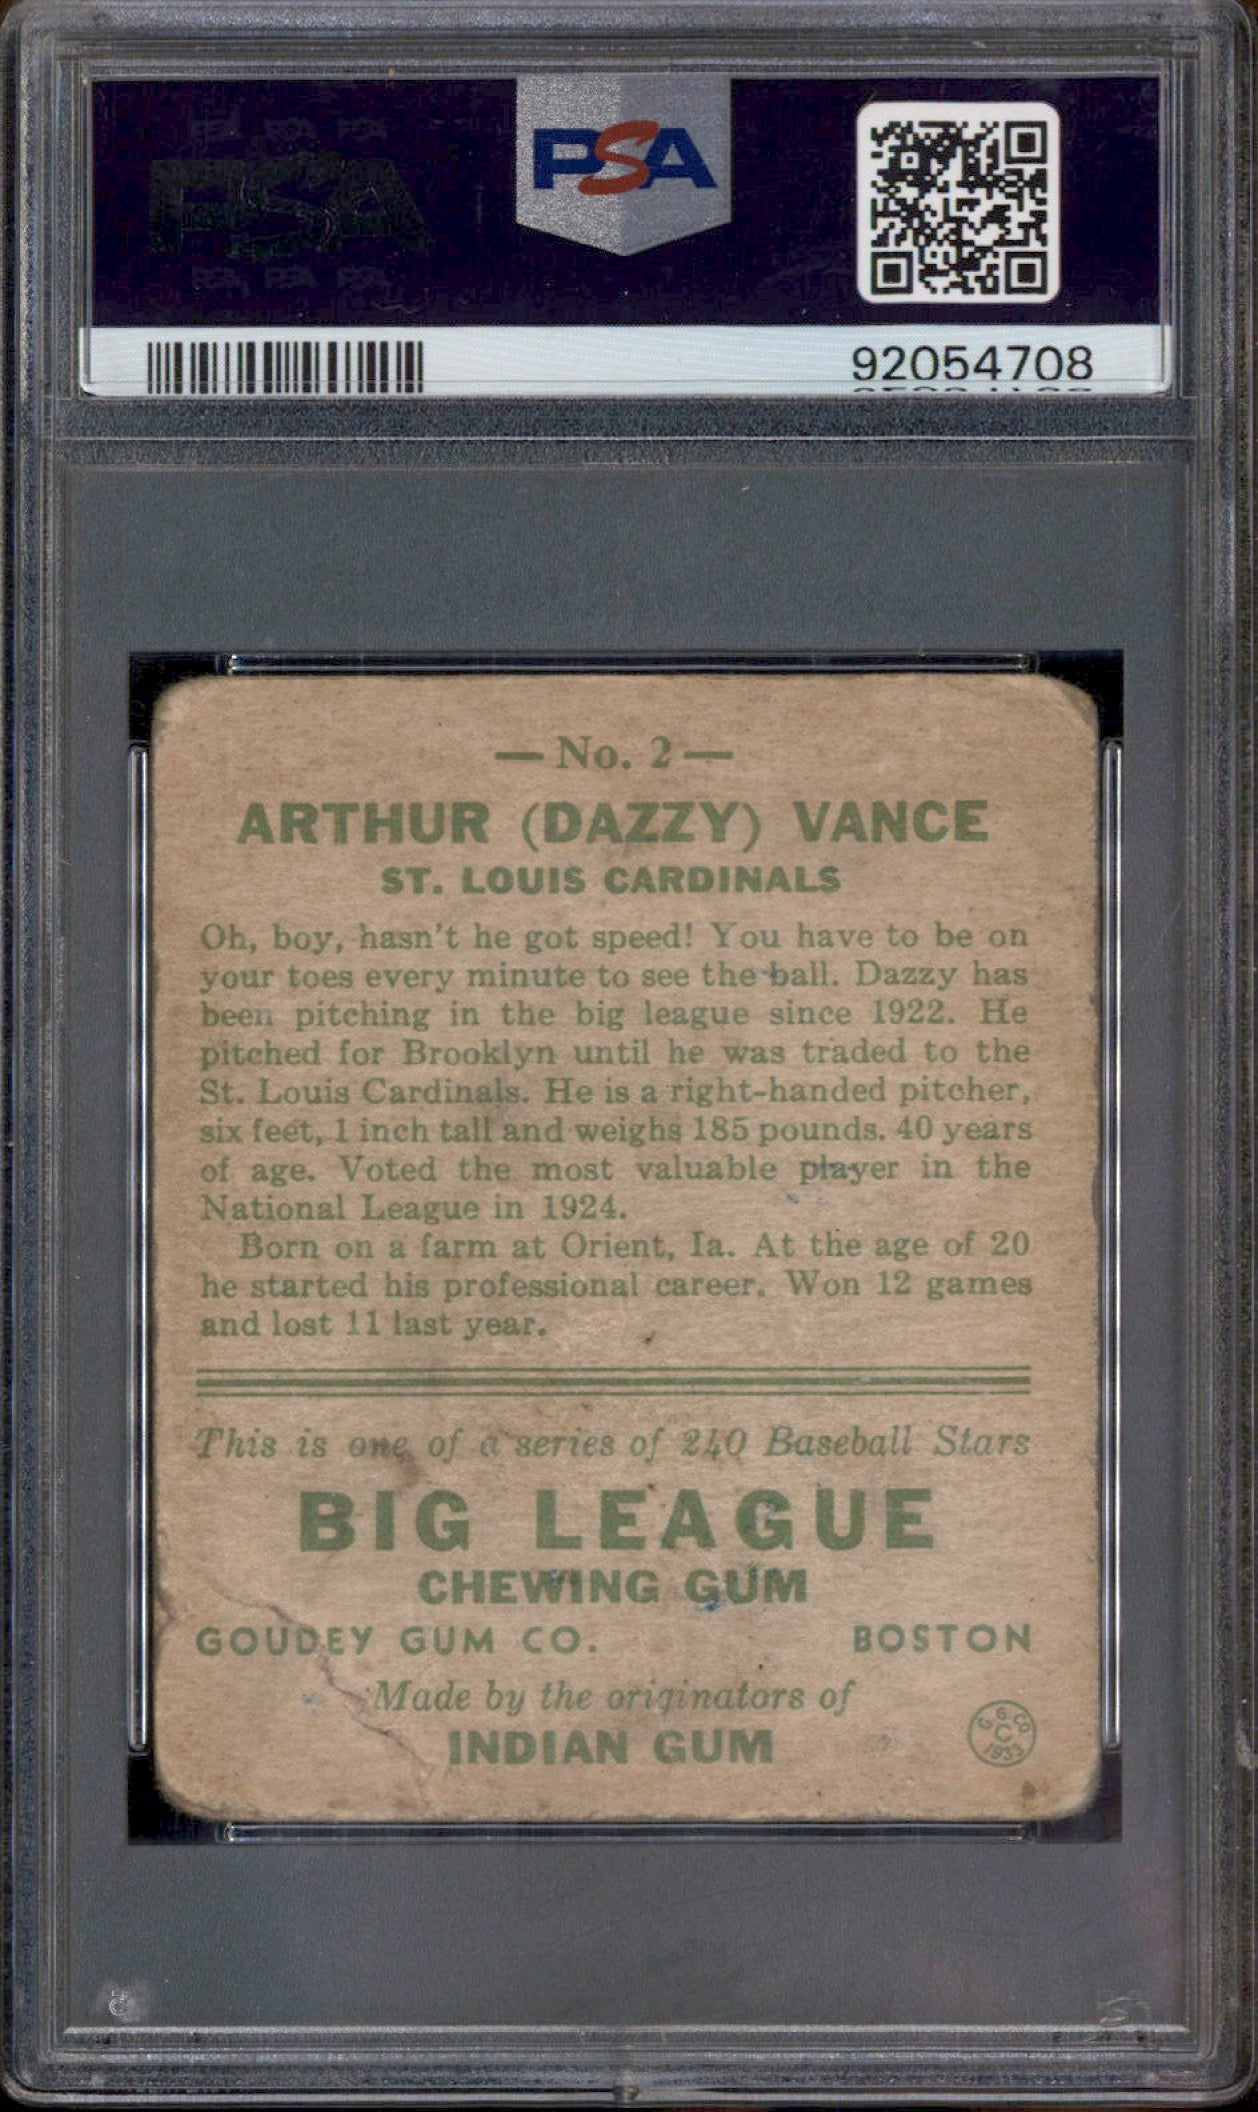 PSA
92054708
— No. 2 —
ARTHUR (DAZZY) VANCE
ST. LOUIS CARDINALS
Oh, boy, hasn't he got speed! You have to be on
your toes every minute to see the ball. Dazzy has
been pitching in the big league since 1922. He
pitched for Brooklyn until he was traded to the
St. Louis Cardinals. He is a right-handed pitcher,
six feet, 1 inch tall and weighs 185 pounds. 40 years
of age. Voted the most valuable player in the
National League in 1924.
Born on a farm at Orient, Ia. At the age of 20
he started his professional career. Won 12 games
and lost 11 last year.
This is one of a series of 240 Baseball Stars
BIG LEAGUE
CHEWING GUM
GOUDEY GUM CO. BOSTON
Made by the originators of
INDIAN GUM
G. G. CO.
C
1933